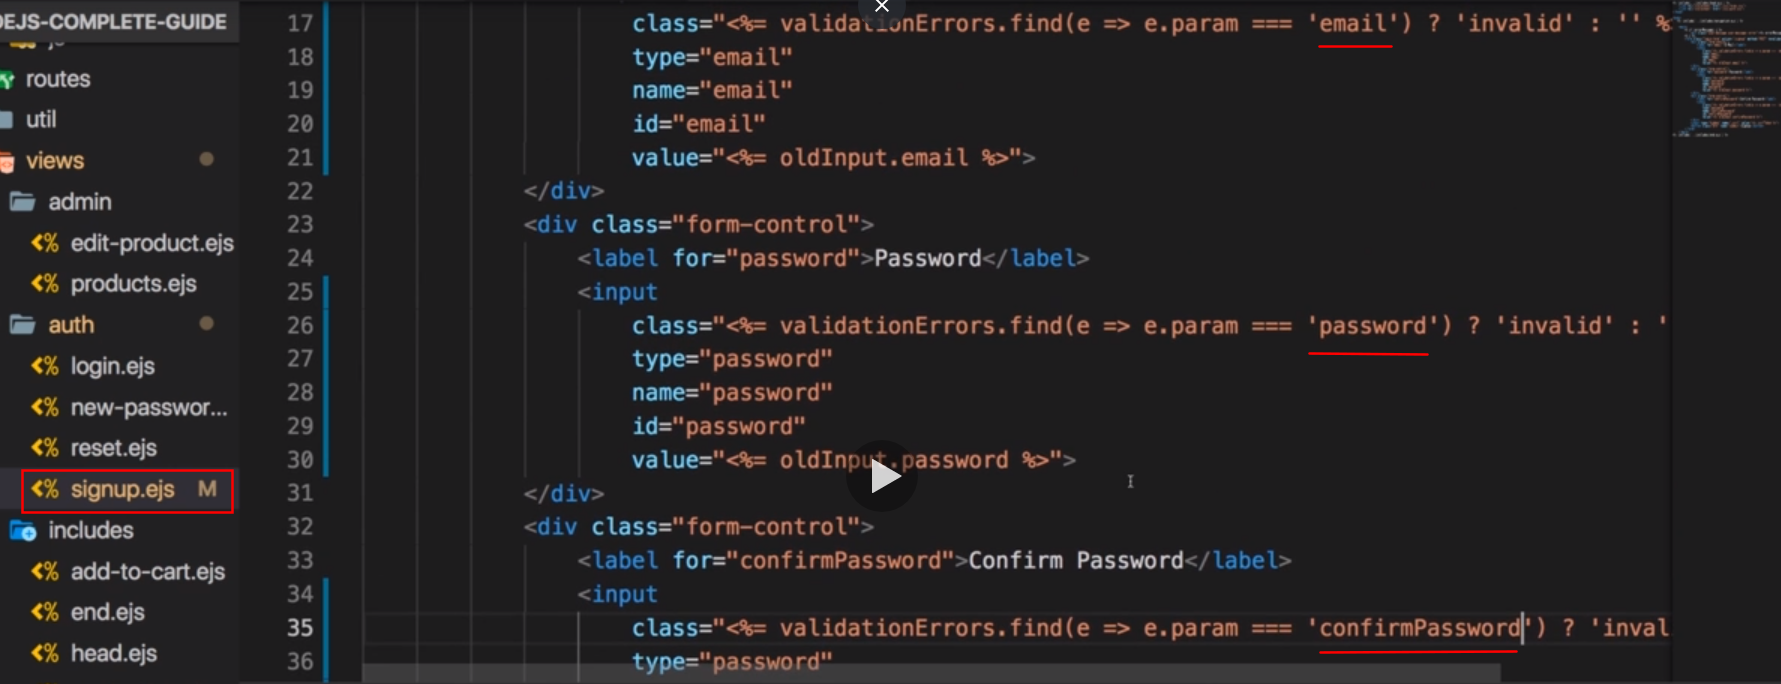 DEJS-COMPLETE-GUIDE
routes
util
views
admin
edit-product.ejs
products.ejs
auth
login.ejs
new-passwor...
reset.ejs
signup.ejs M
includes
add-to-cart.ejs
end.ejs
head.ejs
17 class="<%= validationErrors.find(e => e.param === 'email') ? 'invalid' : '' %
18 type="email"
19 name="email"
20 id="email"
21 value="<%= oldInput.email %>">
22 </div>
23 <div class="form-control">
24 <label for="password">Password</label>
25 <input
26 class="<%= validationErrors.find(e => e.param === 'password') ? 'invalid' : '
27 type="password"
28 name="password"
29 id="password"
30 value="<%= oldInput.password %>">
31 </div>
32 <div class="form-control">
33 <label for="confirmPassword">Confirm Password</label>
34 <input
35 class="<%= validationErrors.find(e => e.param === 'confirmPassword') ? 'inval
36 type="password"